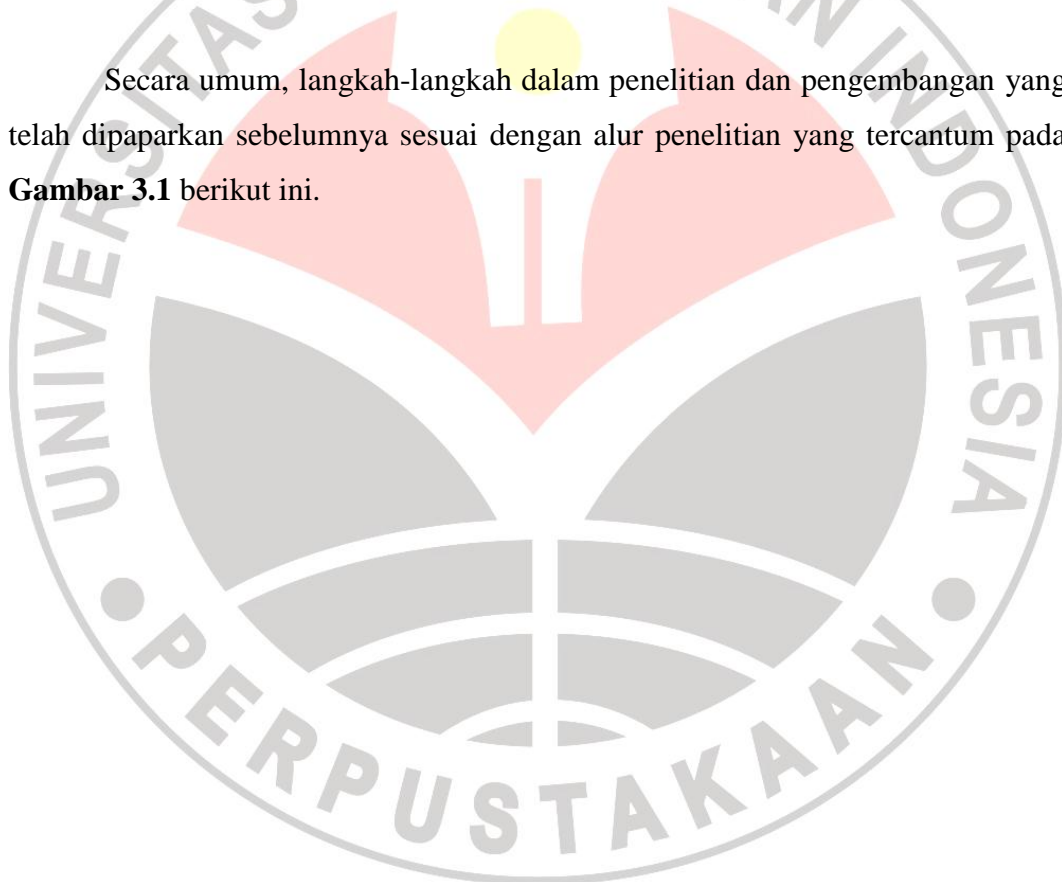 Secara umum, langkah-langkah dalam penelitian dan pengembangan yang
telah dipaparkan sebelumnya sesuai dengan alur penelitian yang tercantum pada
Gambar 3.1 berikut ini.
UNIVERSITAS
AN INDONESIA
PERPUSTAKAAN